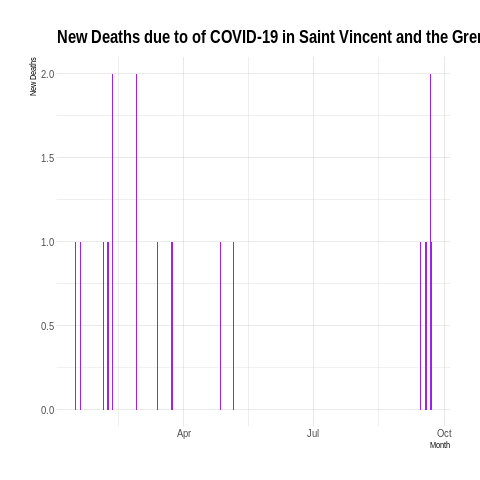 New Deaths due to of COVID-19 in Saint Vincent and the Gren
New Deaths
2.0
1.5
1.0
0.5
0.0
Apr
Jul
Oct
Month